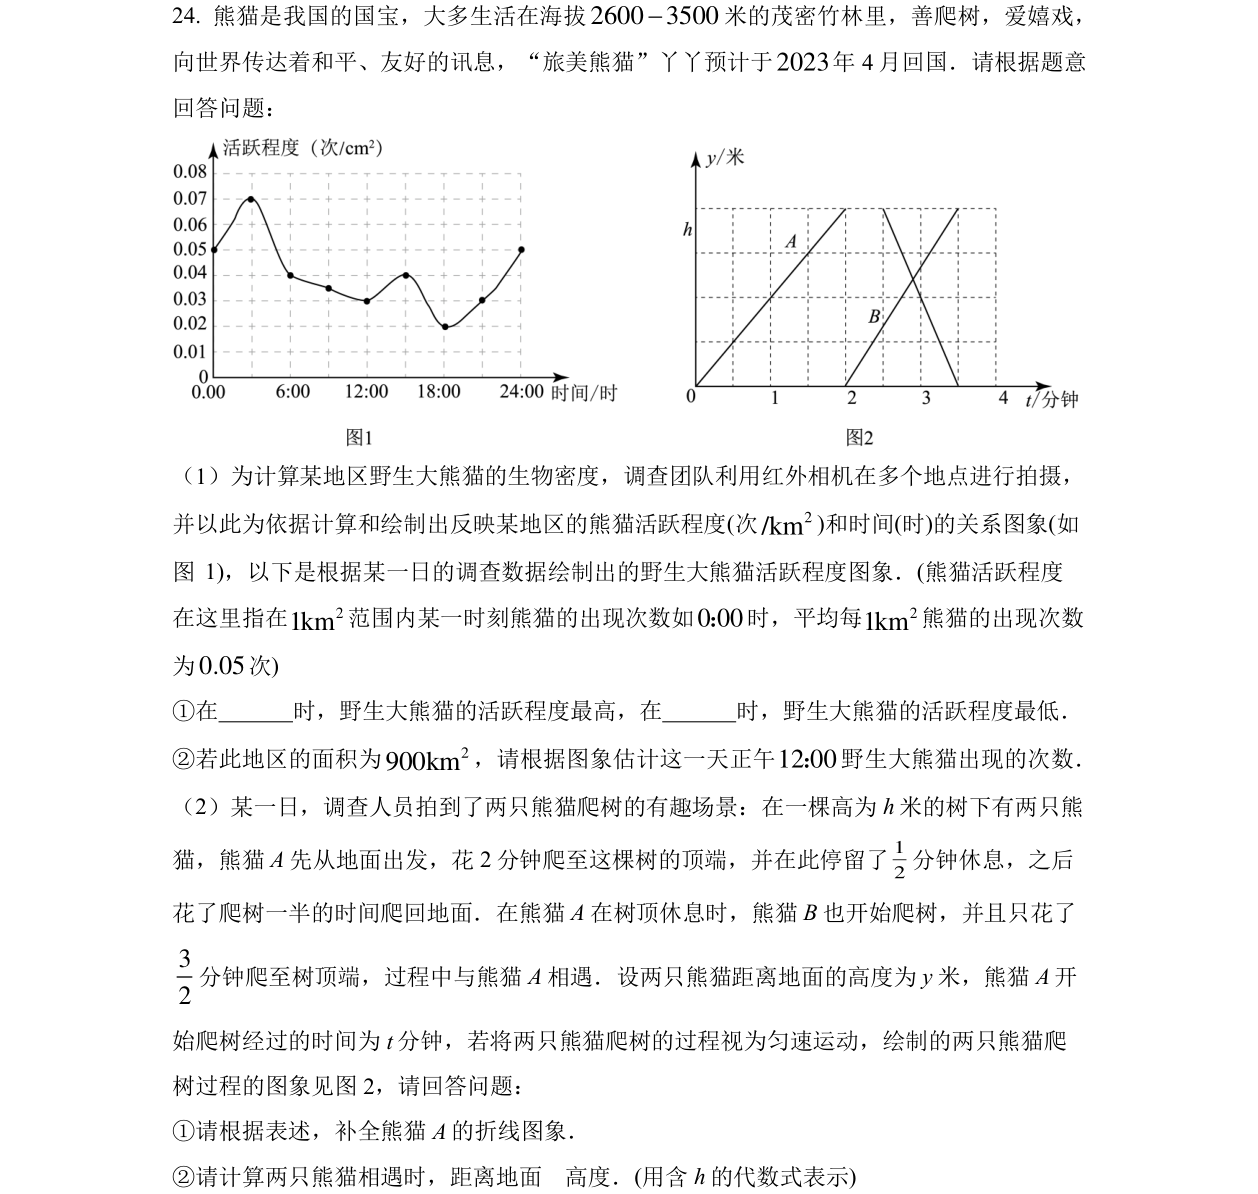 24. 熊猫是我国的国宝，大多生活在海拔2600－3500米的茂密竹林里，善爬树，爱嬉戏，
向世界传达着和平、友好的讯息，“旅美熊猫”丫丫预计于2023年4月回国．请根据题意
回答问题：
活跃程度（次/cm²）
0.08
0.07
0.06
0.05
0.04
0.03
0.02
0.01
0
0.00 6:00 12:00 18:00 24:00 时间/时
图1
y/米
h
A
B
0 1 2 3 4 t/分钟
图2
（1）为计算某地区野生大熊猫的生物密度，调查团队利用红外相机在多个地点进行拍摄，
并以此为依据计算和绘制出反映某地区的熊猫活跃程度(次/km²)和时间(时)的关系图象(如
图 1)，以下是根据某一日的调查数据绘制出的野生大熊猫活跃程度图象．(熊猫活跃程度
在这里指在1km²范围内某一时刻熊猫的出现次数如0:00时，平均每1km²熊猫的出现次数
为0.05次)
①在______时，野生大熊猫的活跃程度最高，在______时，野生大熊猫的活跃程度最低．
②若此地区的面积为900km²，请根据图象估计这一天正午12:00野生大熊猫出现的次数．
（2）某一日，调查人员拍到了两只熊猫爬树的有趣场景：在一棵高为h米的树下有两只熊
猫，熊猫A先从地面出发，花2分钟爬至这棵树的顶端，并在此停留了1/2分钟休息，之后
花了爬树一半的时间爬回地面．在熊猫A在树顶休息时，熊猫B也开始爬树，并且只花了
3/2分钟爬至树顶端，过程中与熊猫A相遇．设两只熊猫距离地面的高度为y米，熊猫A开
始爬树经过的时间为t分钟，若将两只熊猫爬树的过程视为匀速运动，绘制的两只熊猫爬
树过程的图象见图2，请回答问题：
①请根据表述，补全熊猫A的折线图象．
②请计算两只熊猫相遇时，距离地面 高度．(用含h的代数式表示)